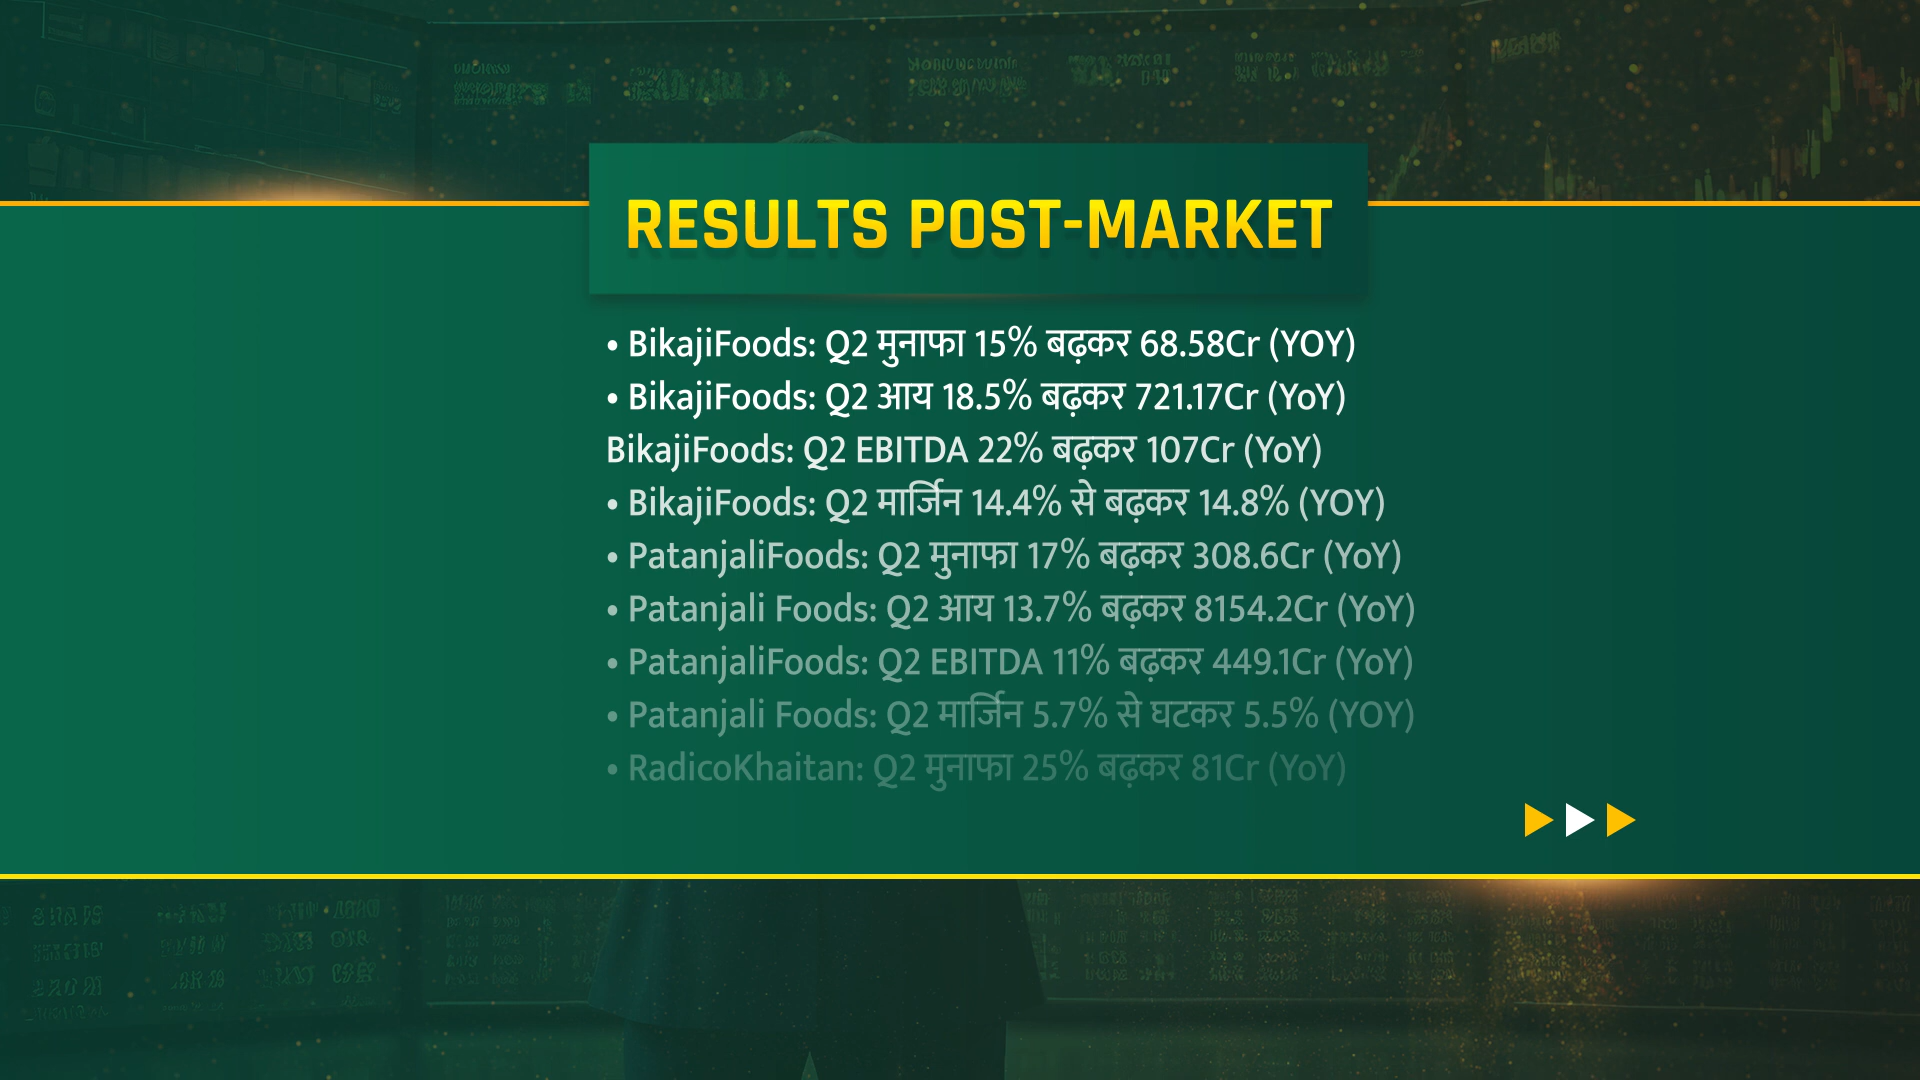 RESULTS POST-MARKET
• BikajiFoods: Q2 मुनाफा 15% बढ़कर 68.58Cr (YOY)
• BikajiFoods: Q2 आय 18.5% बढ़कर 721.17Cr (YoY)
BikajiFoods: Q2 EBITDA 22% बढ़कर 107Cr (YoY)
• BikajiFoods: Q2 मार्जिन 14.4% से बढ़कर 14.8% (YOY)
• PatanjaliFoods: Q2 मुनाफा 17% बढ़कर 308.6Cr (YoY)
• Patanjali Foods: Q2 आय 13.7% बढ़कर 8154.2Cr (YoY)
• PatanjaliFoods: Q2 EBITDA 11% बढ़कर 449.1Cr (YoY)
• Patanjali Foods: Q2 मार्जिन 5.7% से घटकर 5.5% (YOY)
• RadicoKhaitan: Q2 मुनाफा 25% बढ़कर 81Cr (YoY)